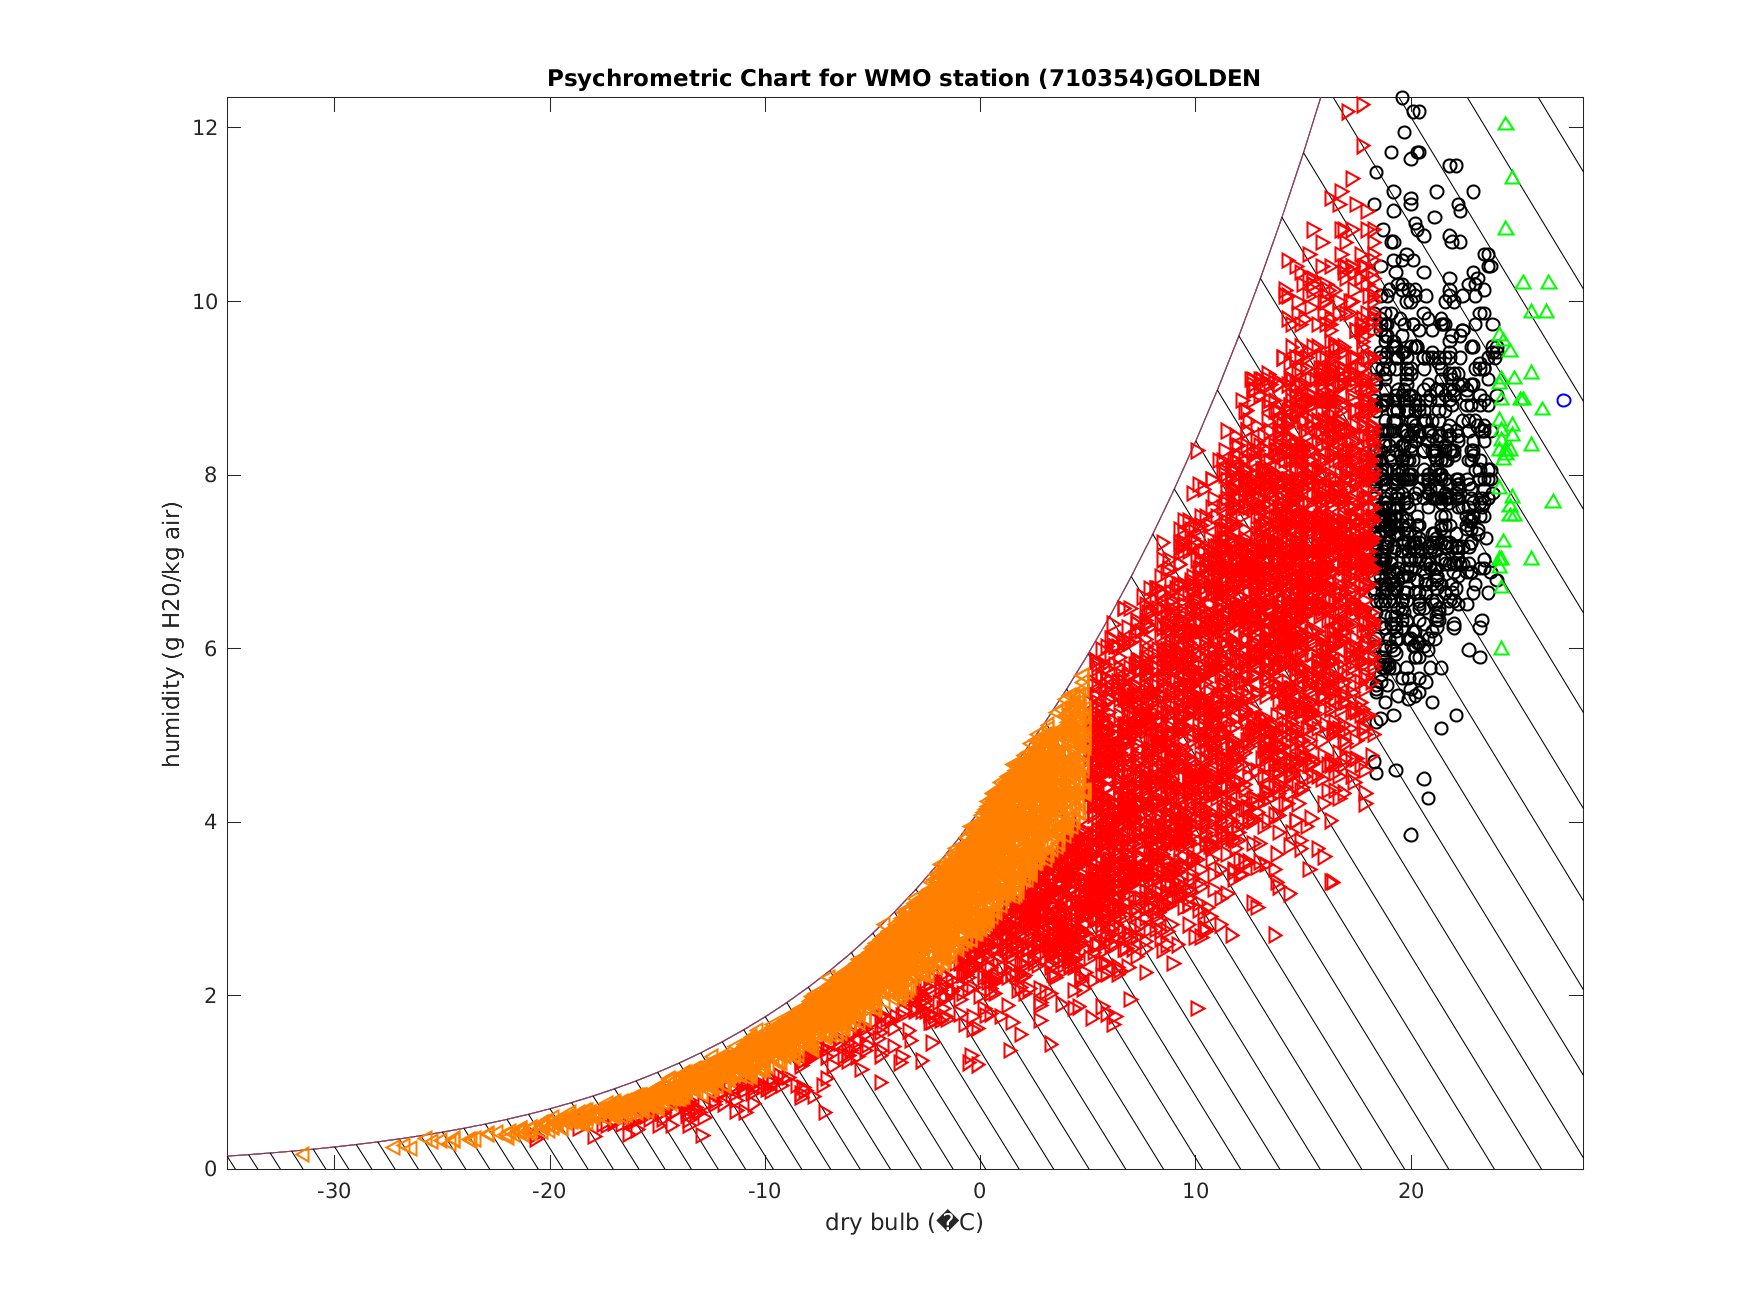 Psychrometric Chart for WMO station (710354)GOLDEN
humidity (g H20/kg air)
12
10
8
6
4
2
0
-30 -20 -10 0 10 20
dry bulb (�C)